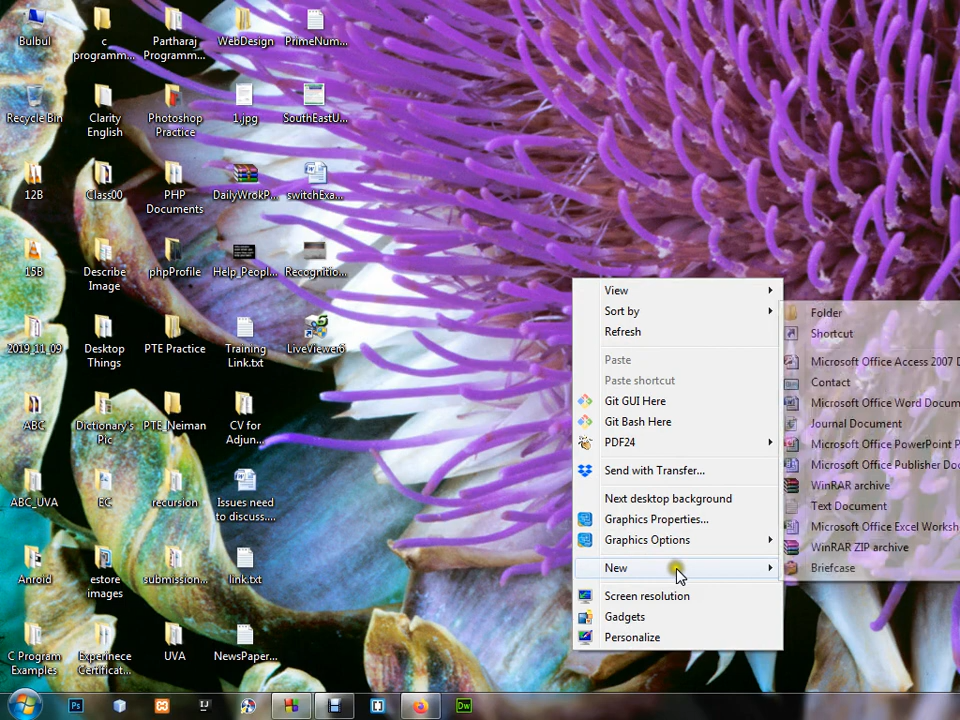 Bulbul
c
programm...
Partharaj
Programm...
WebDesign
PrimeNum...
Recycle Bin
Clarity
English
Photoshop
Practice
1.jpg
SouthEastU...
12B
Class00
PHP
Documents
DailyWrokP...
switchExa...
15B
Describe
Image
phpProfile
Help_Peopl...
Recognitio...
2019_11_09
Desktop
Things
PTE Practice
Training
Link.txt
LiveViewer6
ABC
Dictionary's
Pic
PTE_Neiman
CV for
Adjun...
ABC_UVA
EC
recursion
Issues need
to discuss....
Anroid
estore
images
submission...
link.txt
C Program
Examples
Experinece
Certificat...
UVA
NewsPaper...
View
Sort by
Refresh
Paste
Paste shortcut
Git GUI Here
Git Bash Here
PDF24
Send with Transfer...
Next desktop background
Graphics Properties...
Graphics Options
New
Screen resolution
Gadgets
Personalize
Folder
Shortcut
Microsoft Office Access 2007 D
Contact
Microsoft Office Word Docum
Journal Document
Microsoft Office PowerPoint P
Microsoft Office Publisher Doc
WinRAR archive
Text Document
Microsoft Office Excel Worksh
WinRAR ZIP archive
Briefcase
Ps
IJ
Dw